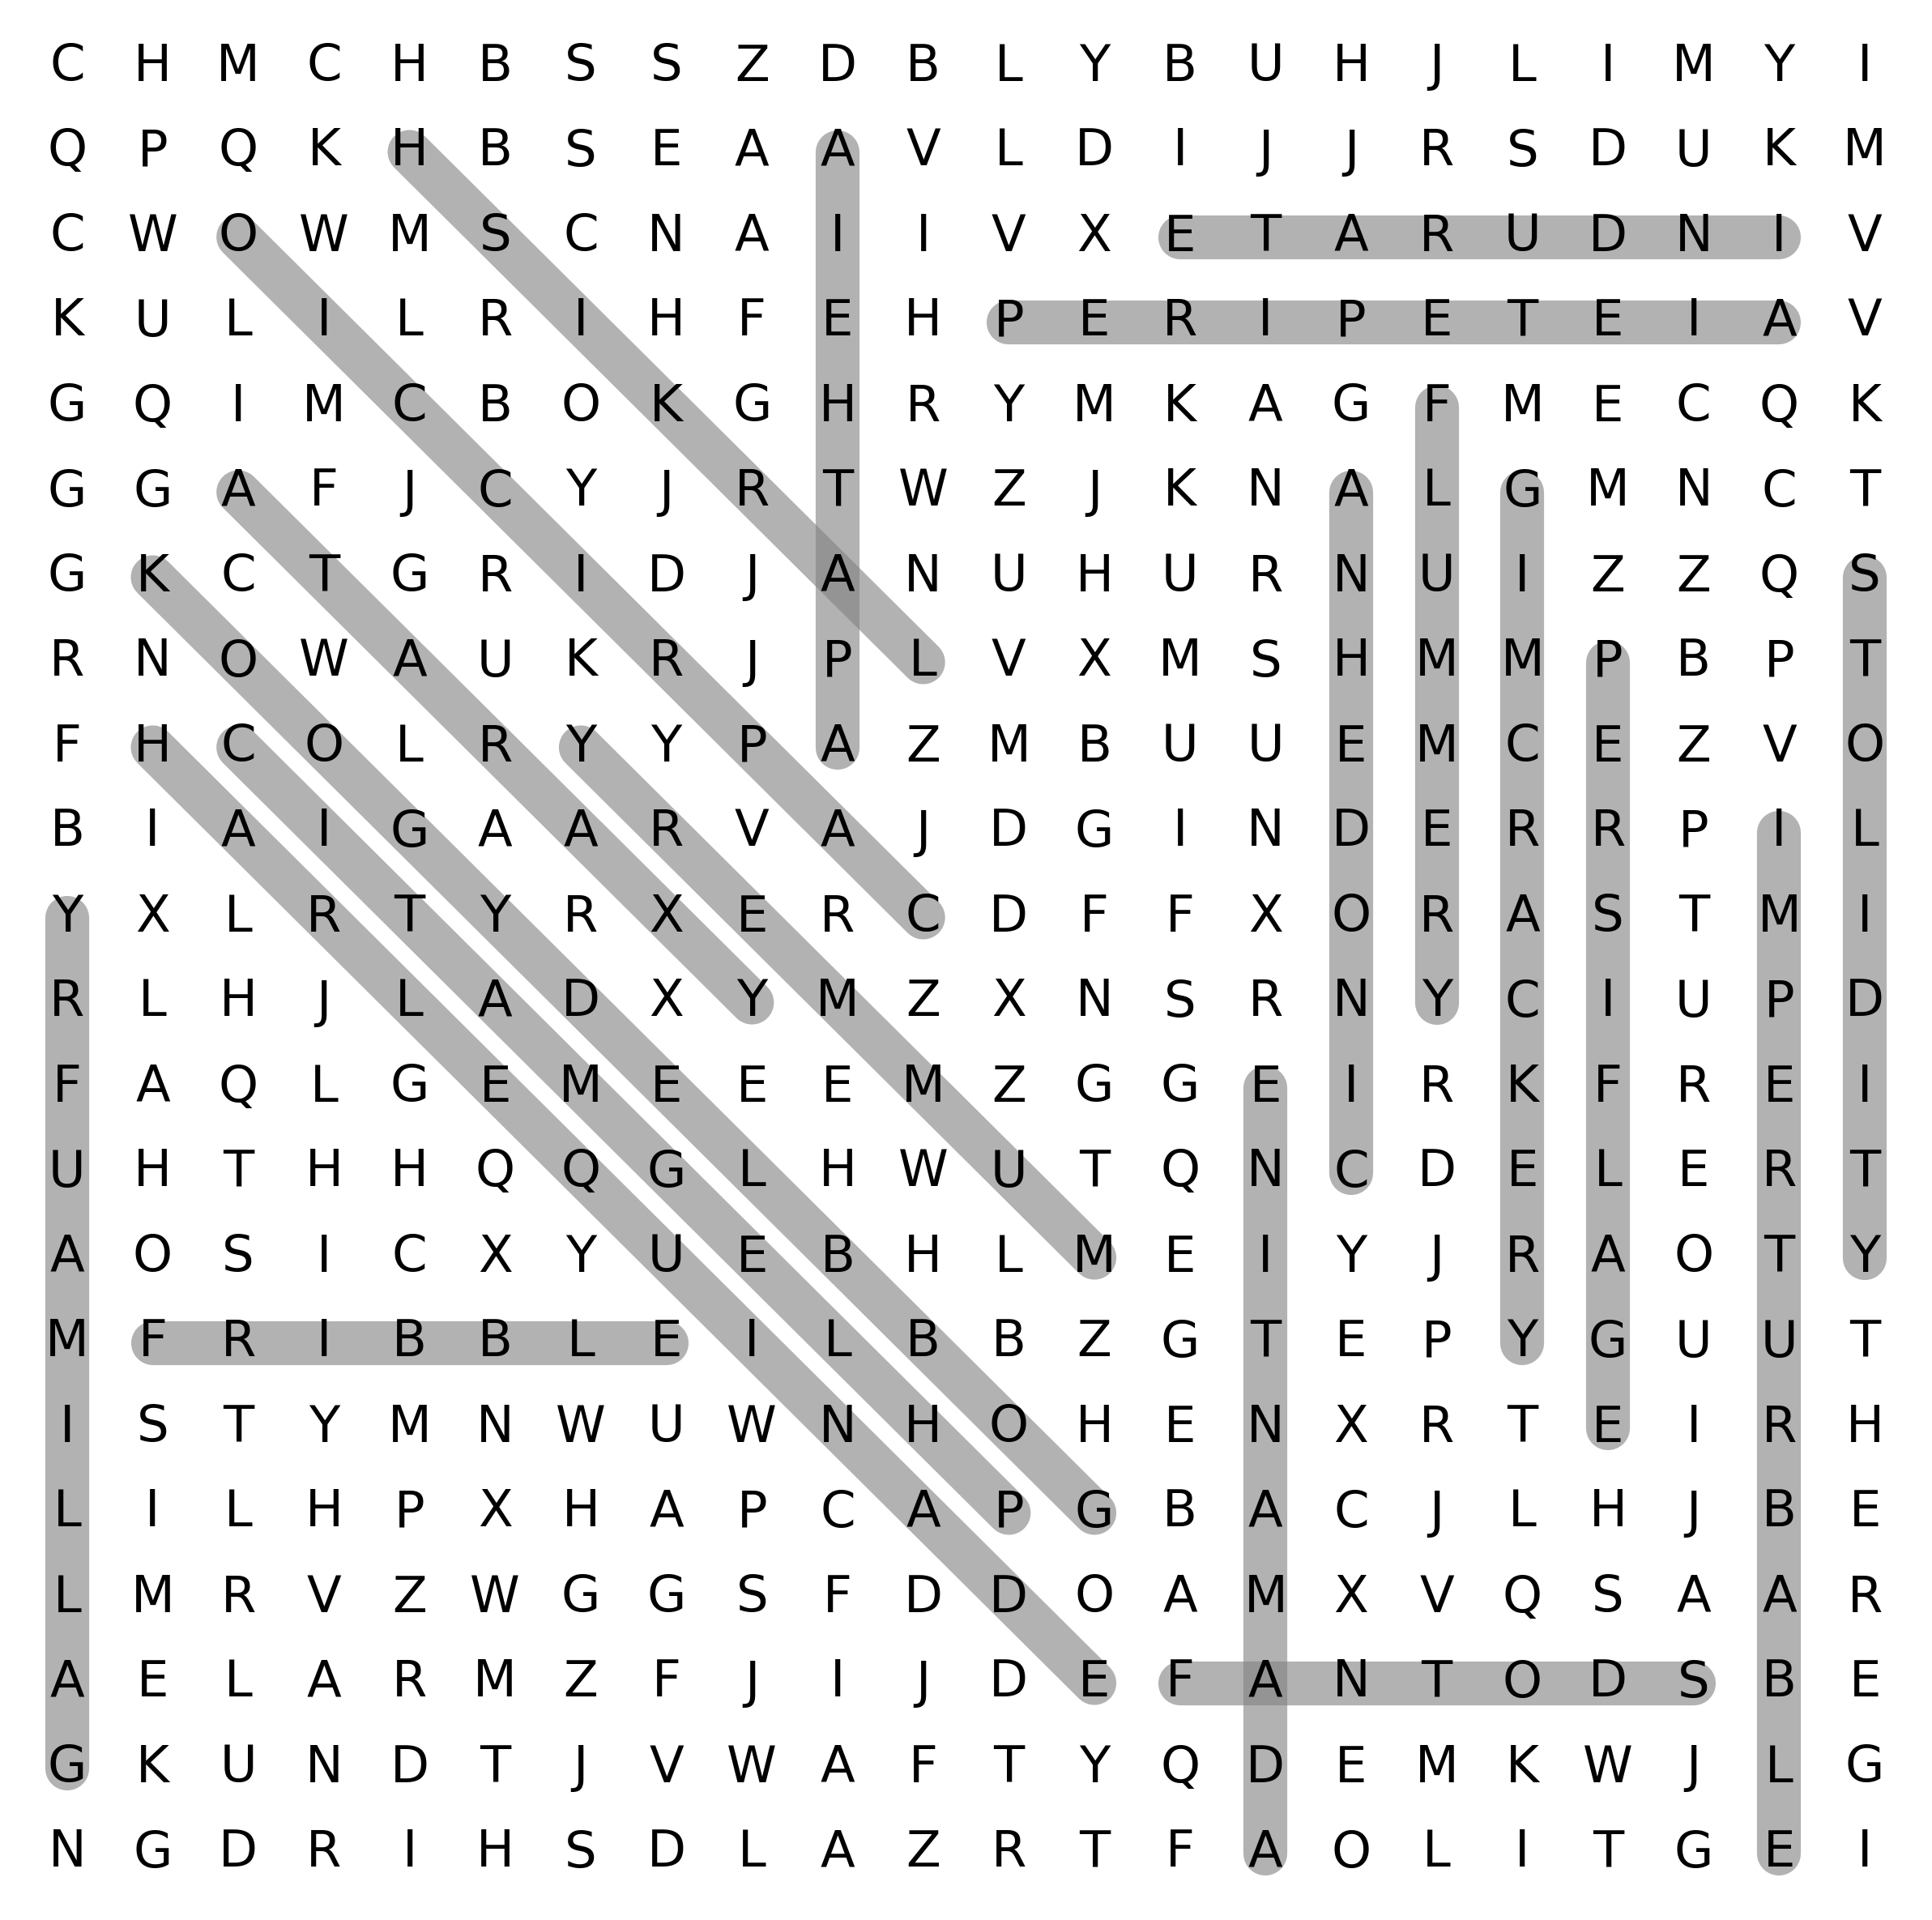 C H M C H B S S Z D B L Y B U H J L I M Y I
Q P Q K H B S E A A V L D I J J R S D U K M
C W O W M S C N A I I V X E T A R U D N I V
K U L I L R I H F E H P E R I P E T E I A V
G Q I M C B O K G H R Y M K A G F M E C Q K
G G A F J C Y J R T W Z J K N A L G M N C T
G K C T G R I D J A N U H U R N U I Z Z Q S
R N O W A U K R J P L V X M S H M M P B P T
F H C O L R Y Y P A Z M B U U E M C E Z V O
B I A I G A A R V A J D G I N D E R R P I L
Y X L R T Y R X E R C D F F X O R A S T M I
R L H J L A D X Y M Z X N S R N Y C I U P D
F A Q L G E M E E E M Z G G E I R K F R E I
U H T H H Q Q G L H W U T Q N C D E L E R T
A O S I C X Y U E B H L M E I Y J R A O T Y
M F R I B B L E I L B B Z G T E P Y G U U T
I S T Y M N W U W N H O H E N X R T E I R H
L I L H P X H A P C A P G B A C J L H J B E
L M R V Z W G G S F D D O A M X V Q S A A R
A E L A R M Z F J I J D E F A N T O D S B E
G K U N D T J V W A F T Y Q D E M K W J L G
N G D R I H S D L A Z R T F A O L I T G E I